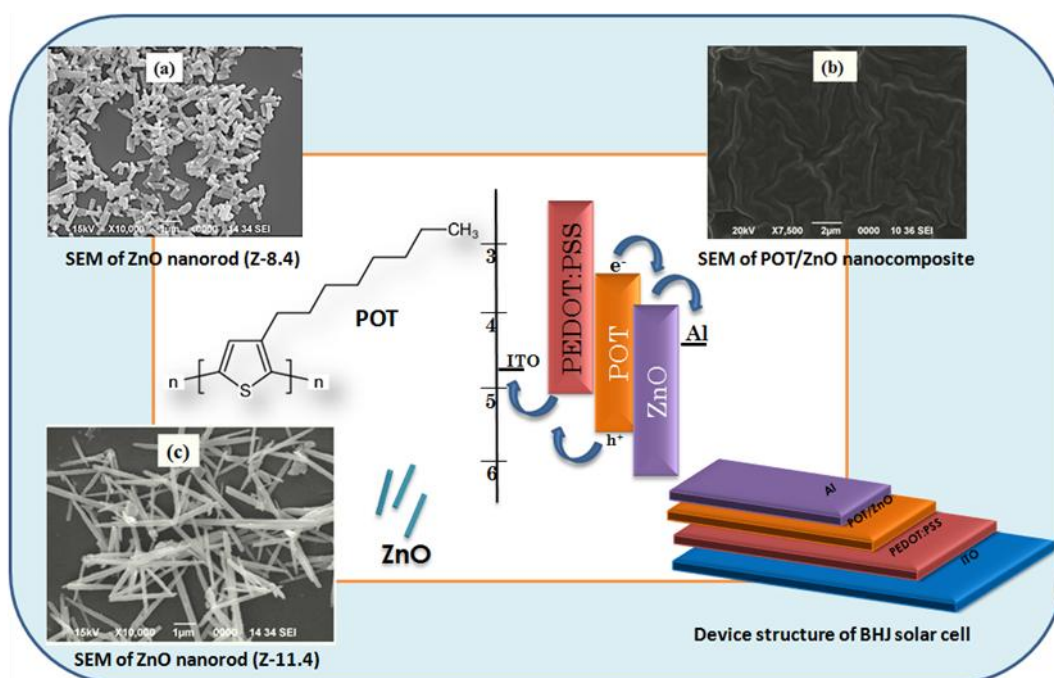 (a)
15kV X10,000 1µm 0000 14 34 SEI
SEM of ZnO nanorod (Z-8.4)
(b)
20kV X7,500 2µm 0000 10 36 SEI
SEM of POT/ZnO nanocomposite
CH₃
POT
n
S
n
3
4
5
6
ITO
PEDOT:PSS
e⁻
POT
h⁺
ZnO
Al
(c)
15kV X10,000 1µm 0000 14 34 SEI
SEM of ZnO nanorod (Z-11.4)
ZnO
Al
POT/ZnO
PEDOT:PSS
ITO
Device structure of BHJ solar cell